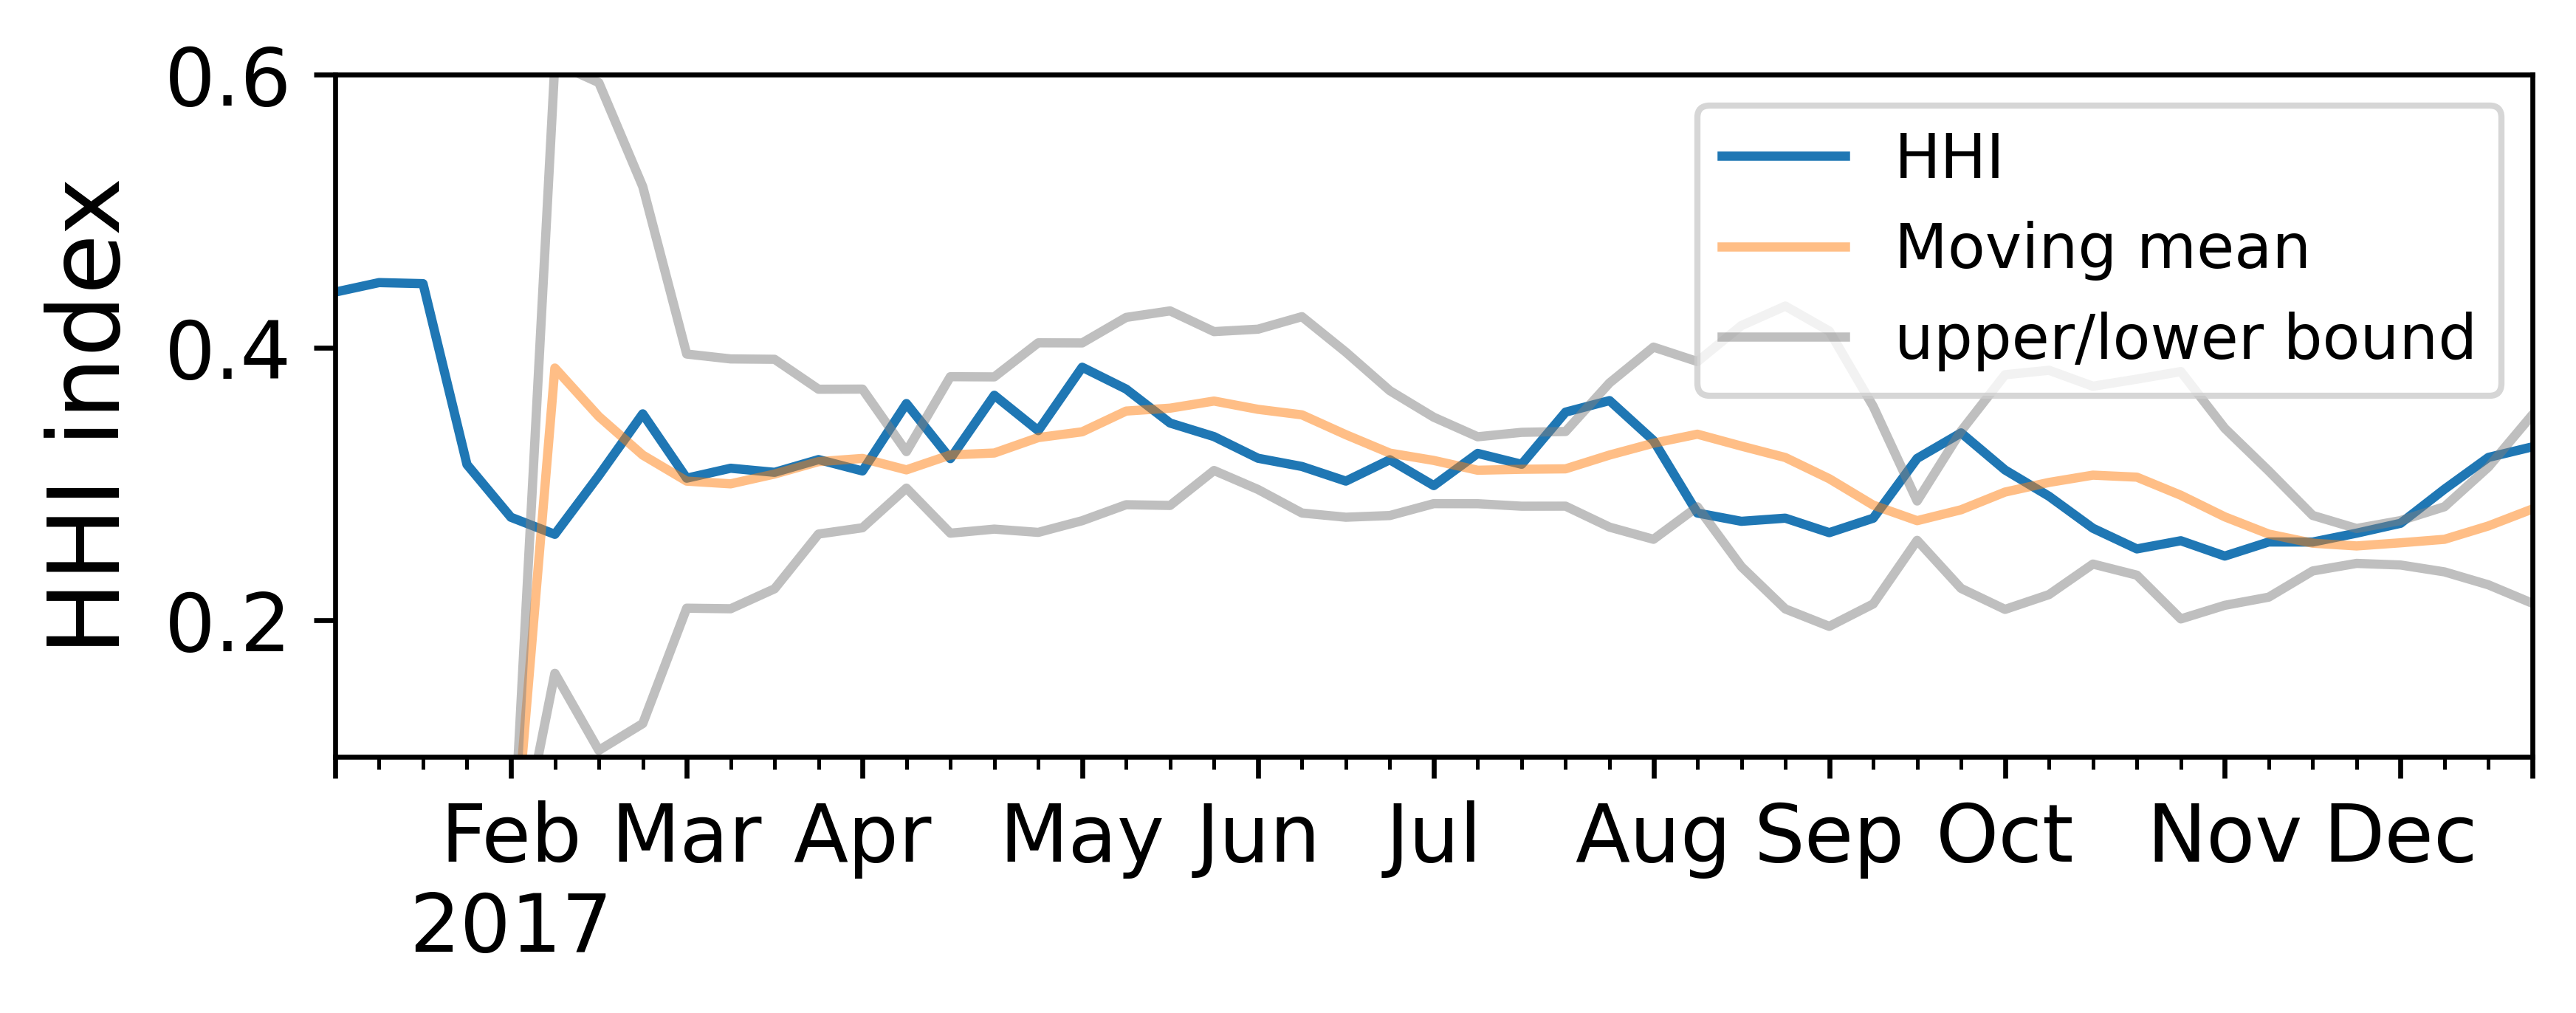 HHI index
0.6
0.4
0.2
HHI
Moving mean
upper/lower bound
Feb Mar Apr May Jun Jul Aug Sep Oct Nov Dec
2017